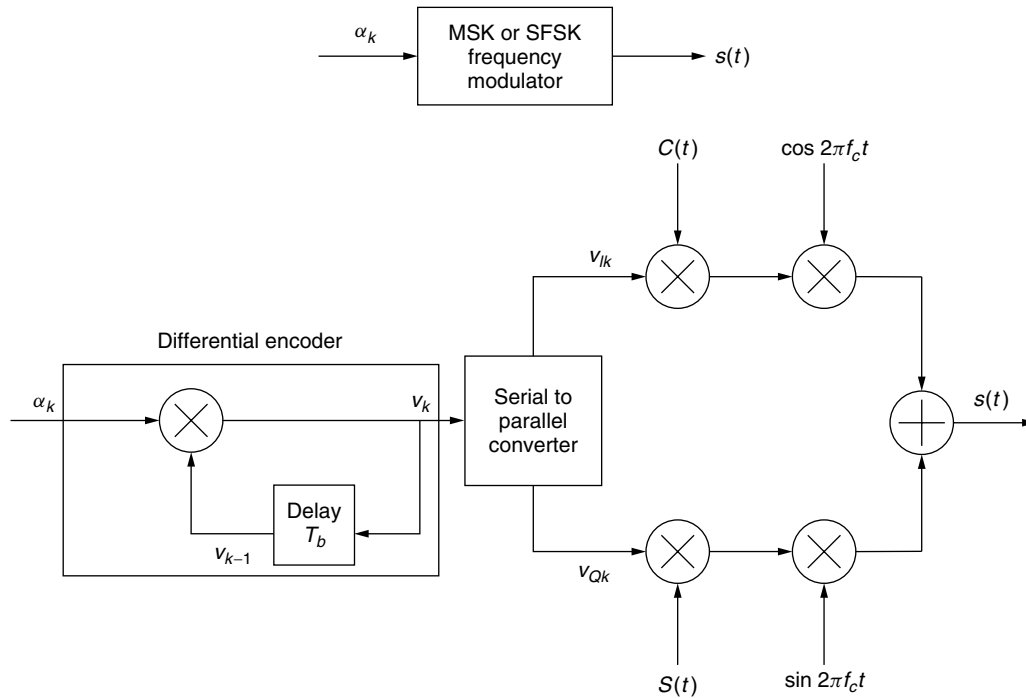 α_k
MSK or SFSK
frequency
modulator
s(t)
C(t)
cos 2πf_c t
v_Ik
Differential encoder
α_k
v_k
Serial to
parallel
converter
s(t)
Delay
T_b
v_k−1
v_Qk
S(t)
sin 2πf_c t